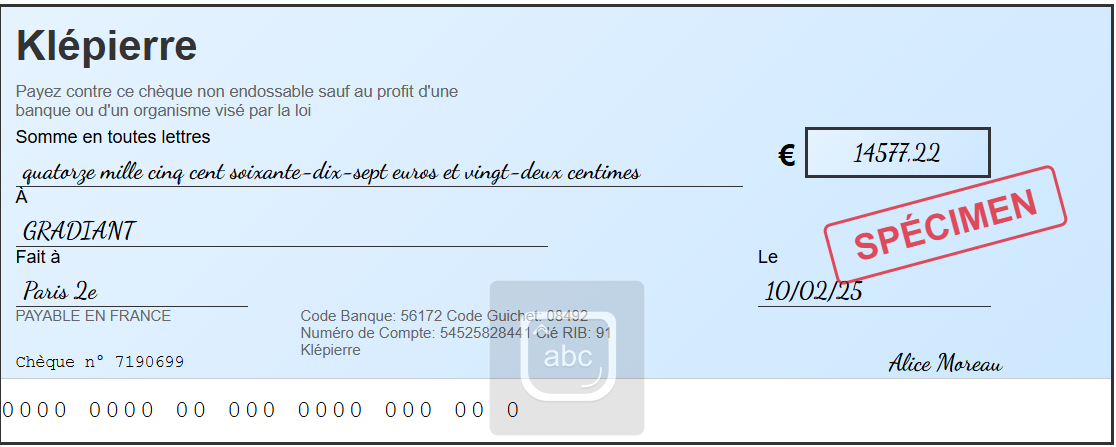 Klépierre
Payez contre ce chèque non endossable sauf au profit d'une
banque ou d'un organisme visé par la loi
Somme en toutes lettres
quatorze mille cinq cent soixante-dix-sept euros et vingt-deux centimes
€ 14577.22
À
GRADIANT
SPÉCIMEN
Fait à
Le
Paris 2e
10/02/25
PAYABLE EN FRANCE
Code Banque: 56172 Code Guichet: 08492
Numéro de Compte: 54525828441 Clé RIB: 91
Klépierre
Chèque n° 7190699
Alice Moreau
abc
0000 0000 00 000 0000 000 00 0